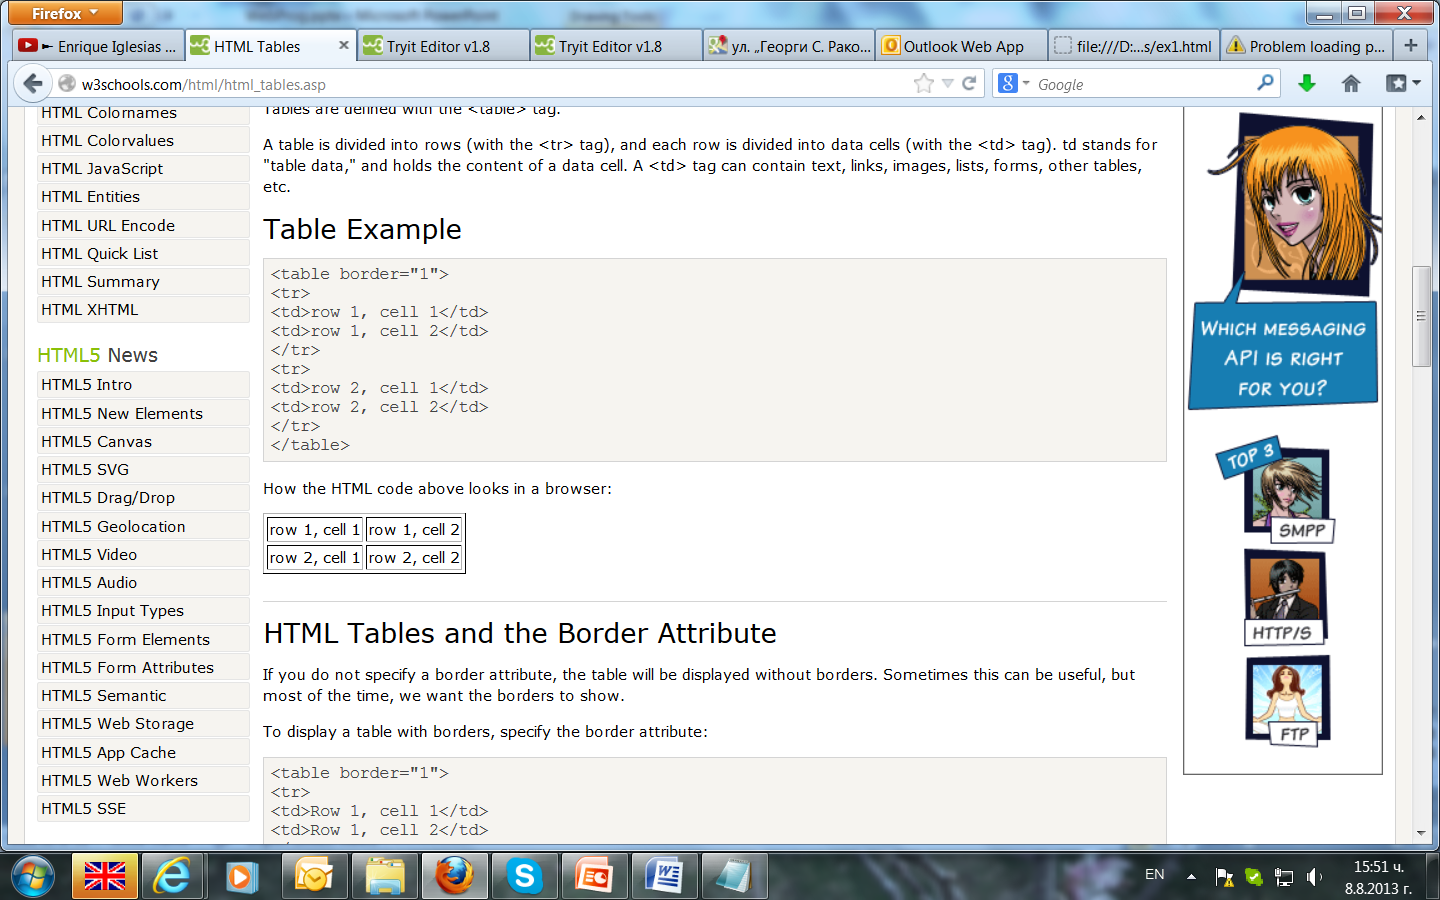 Firefox
Enrique Iglesias ...
HTML Tables
Tryit Editor v1.8
Tryit Editor v1.8
ул. „Георги С. Рако...
Outlook Web App
file:///D:...s/ex1.html
Problem loading p...
w3schools.com/html/html_tables.asp
Google
HTML Colornames
HTML Colorvalues
HTML JavaScript
HTML Entities
HTML URL Encode
HTML Quick List
HTML Summary
HTML XHTML
HTML5 News
HTML5 Intro
HTML5 New Elements
HTML5 Canvas
HTML5 SVG
HTML5 Drag/Drop
HTML5 Geolocation
HTML5 Video
HTML5 Audio
HTML5 Input Types
HTML5 Form Elements
HTML5 Form Attributes
HTML5 Semantic
HTML5 Web Storage
HTML5 App Cache
HTML5 Web Workers
HTML5 SSE
Tables are defined with the <table> tag.
A table is divided into rows (with the <tr> tag), and each row is divided into data cells (with the <td> tag). td stands for
"table data," and holds the content of a data cell. A <td> tag can contain text, links, images, lists, forms, other tables,
etc.
Table Example
<table border="1">
<tr>
<td>row 1, cell 1</td>
<td>row 1, cell 2</td>
</tr>
<tr>
<td>row 2, cell 1</td>
<td>row 2, cell 2</td>
</tr>
</table>
How the HTML code above looks in a browser:
row 1, cell 1 row 1, cell 2
row 2, cell 1 row 2, cell 2
HTML Tables and the Border Attribute
If you do not specify a border attribute, the table will be displayed without borders. Sometimes this can be useful, but
most of the time, we want the borders to show.
To display a table with borders, specify the border attribute:
<table border="1">
<tr>
<td>Row 1, cell 1</td>
<td>Row 1, cell 2</td>
Which messaging
API is right
for you?
TOP 3
SMPP
HTTP/S
FTP
EN
15:51 ч.
8.8.2013 г.